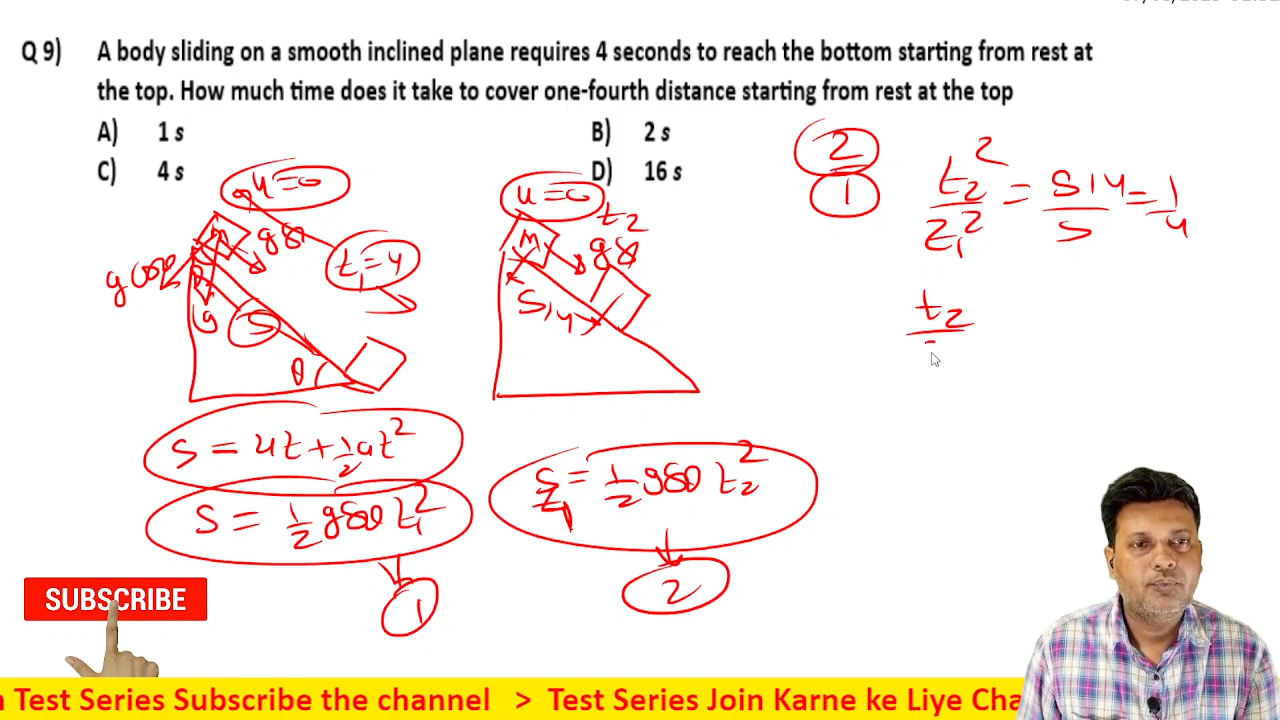 Q 9) A body sliding on a smooth inclined plane requires 4 seconds to reach the bottom starting from rest at
the top. How much time does it take to cover one-fourth distance starting from rest at the top
A) 1 s B) 2 s
C) 4 s D) 16 s
2
1
t₂²/t₁² = S/4/S = 1/4
t₂
u=0
t₁=4
g
S
θ
u=0
t₂
M
S/4
S = ut + 1/2 at²
S = 1/2 gsθ t₁²
1
S/4 = 1/2 gsθ t₂²
2
SUBSCRIBE
Test Series Subscribe the channel > Test Series Join Karne ke Liye Cha